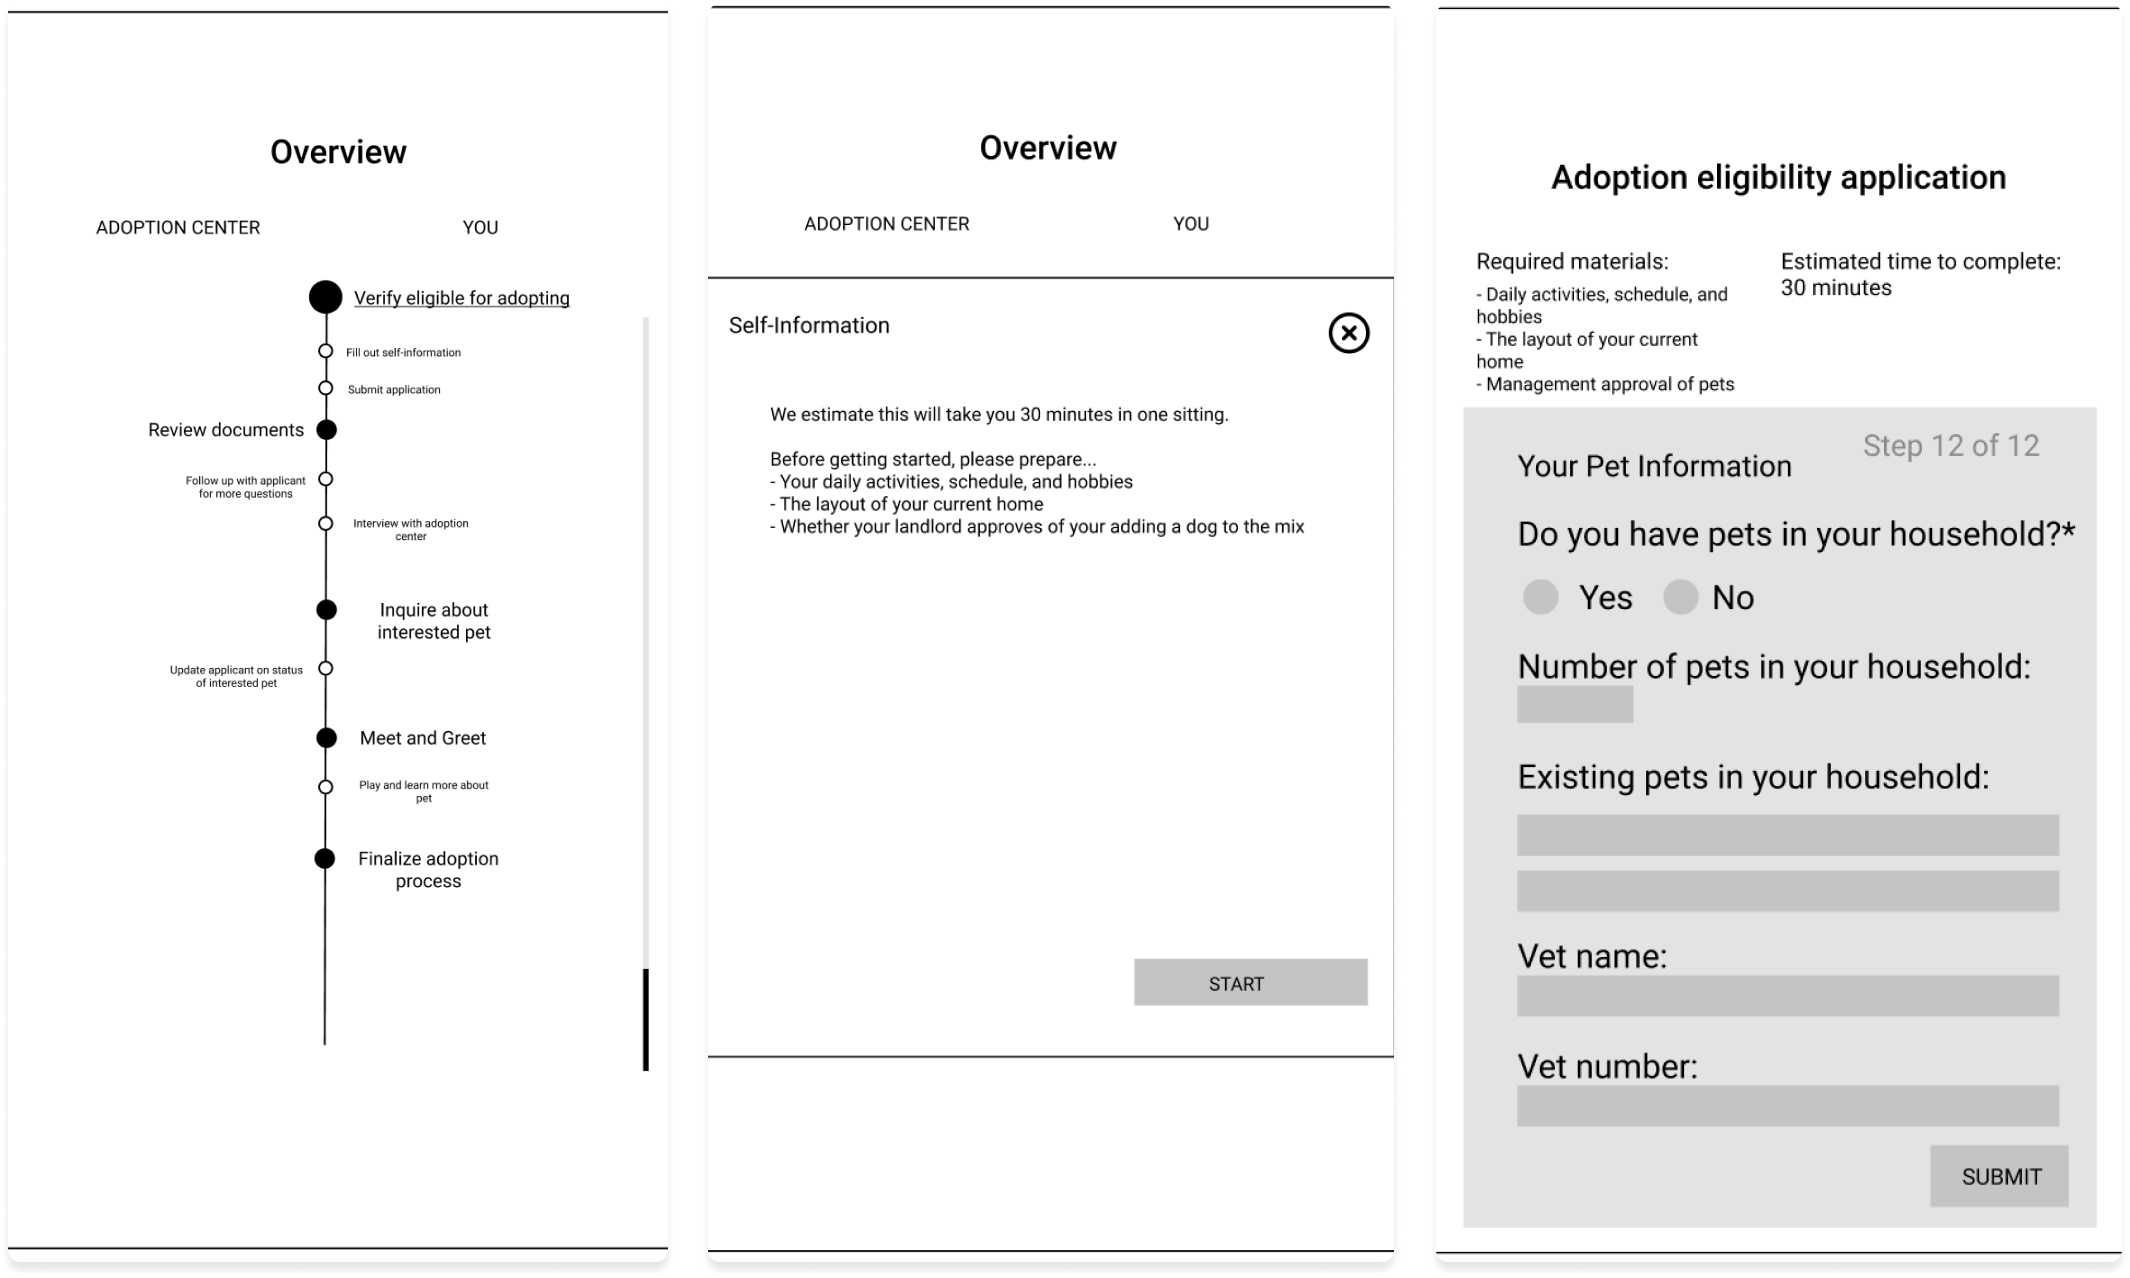 Overview
ADOPTION CENTER
YOU
Verify eligible for adopting
Fill out self-information
Submit application
Review documents
Follow up with applicant
for more questions
Interview with adoption
center
Inquire about
interested pet
Update applicant on status
of interested pet
Meet and Greet
Play and learn more about
pet
Finalize adoption
process
Overview
ADOPTION CENTER
YOU
Self-Information
We estimate this will take you 30 minutes in one sitting.
Before getting started, please prepare...
- Your daily activities, schedule, and hobbies
- The layout of your current home
- Whether your landlord approves of your adding a dog to the mix
START
Adoption eligibility application
Required materials:
- Daily activities, schedule, and
hobbies
- The layout of your current
home
- Management approval of pets
Estimated time to complete:
30 minutes
Step 12 of 12
Your Pet Information
Do you have pets in your household?*
Yes
No
Number of pets in your household:
Existing pets in your household:
Vet name:
Vet number:
SUBMIT